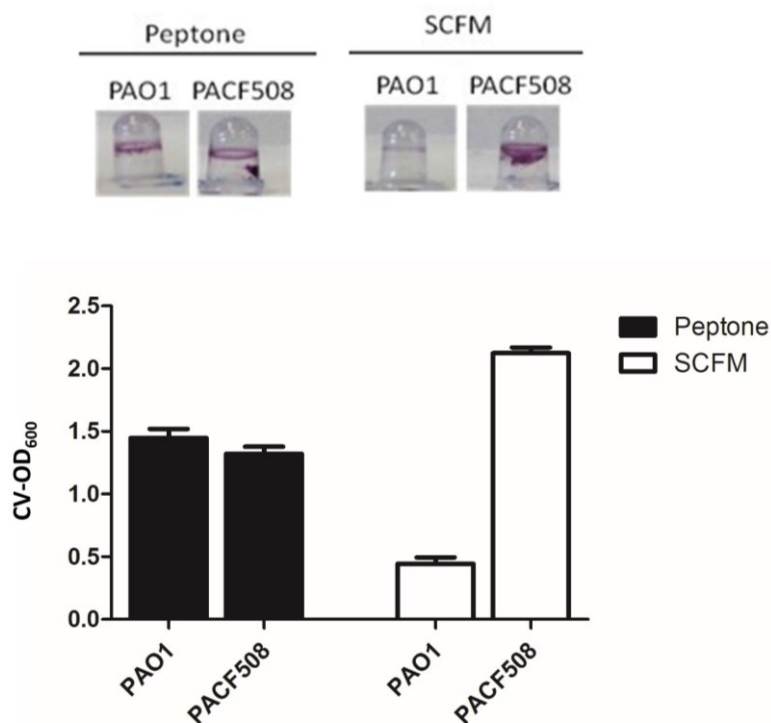 Peptone SCFM
PAO1 PACF508 PAO1 PACF508
2.5
2.0
1.5
1.0
0.5
0.0
CV-OD600
PAO1 PACF508 PAO1 PACF508
Peptone
SCFM